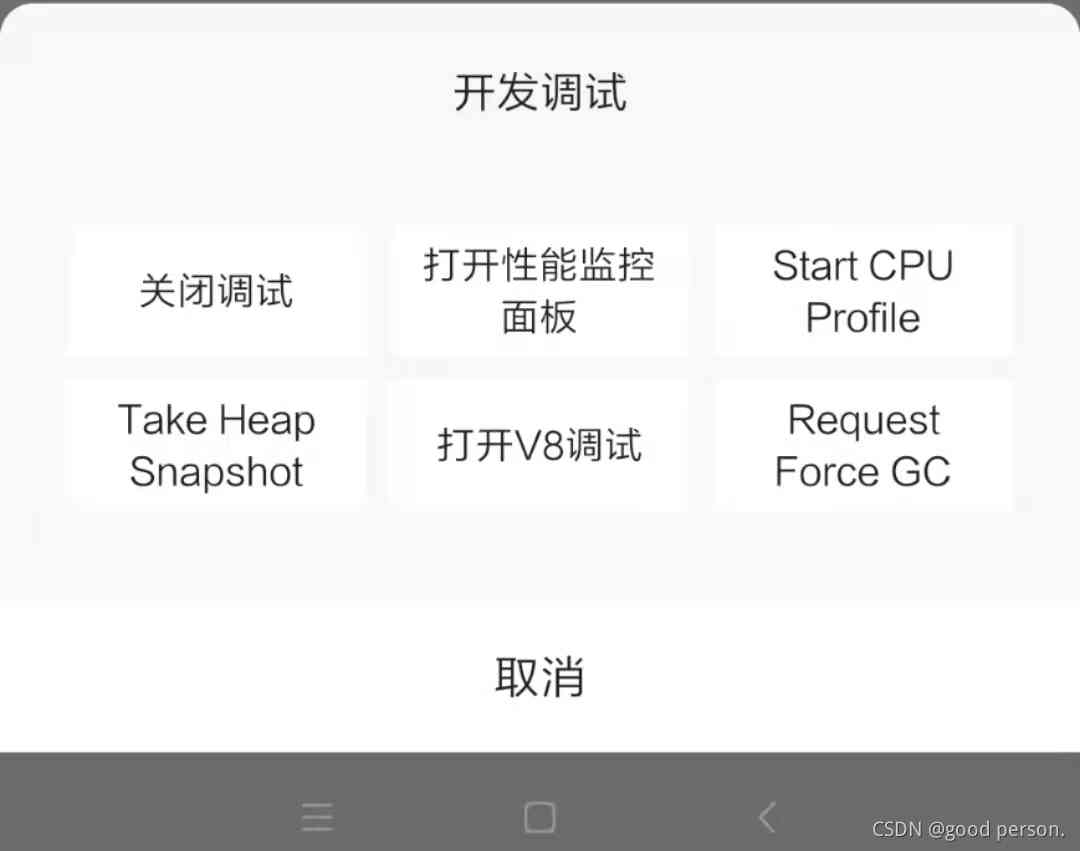 开发调试
关闭调试
打开性能监控
面板
Start CPU
Profile
Take Heap
Snapshot
打开V8调试
Request
Force GC
取消
CSDN @good person.